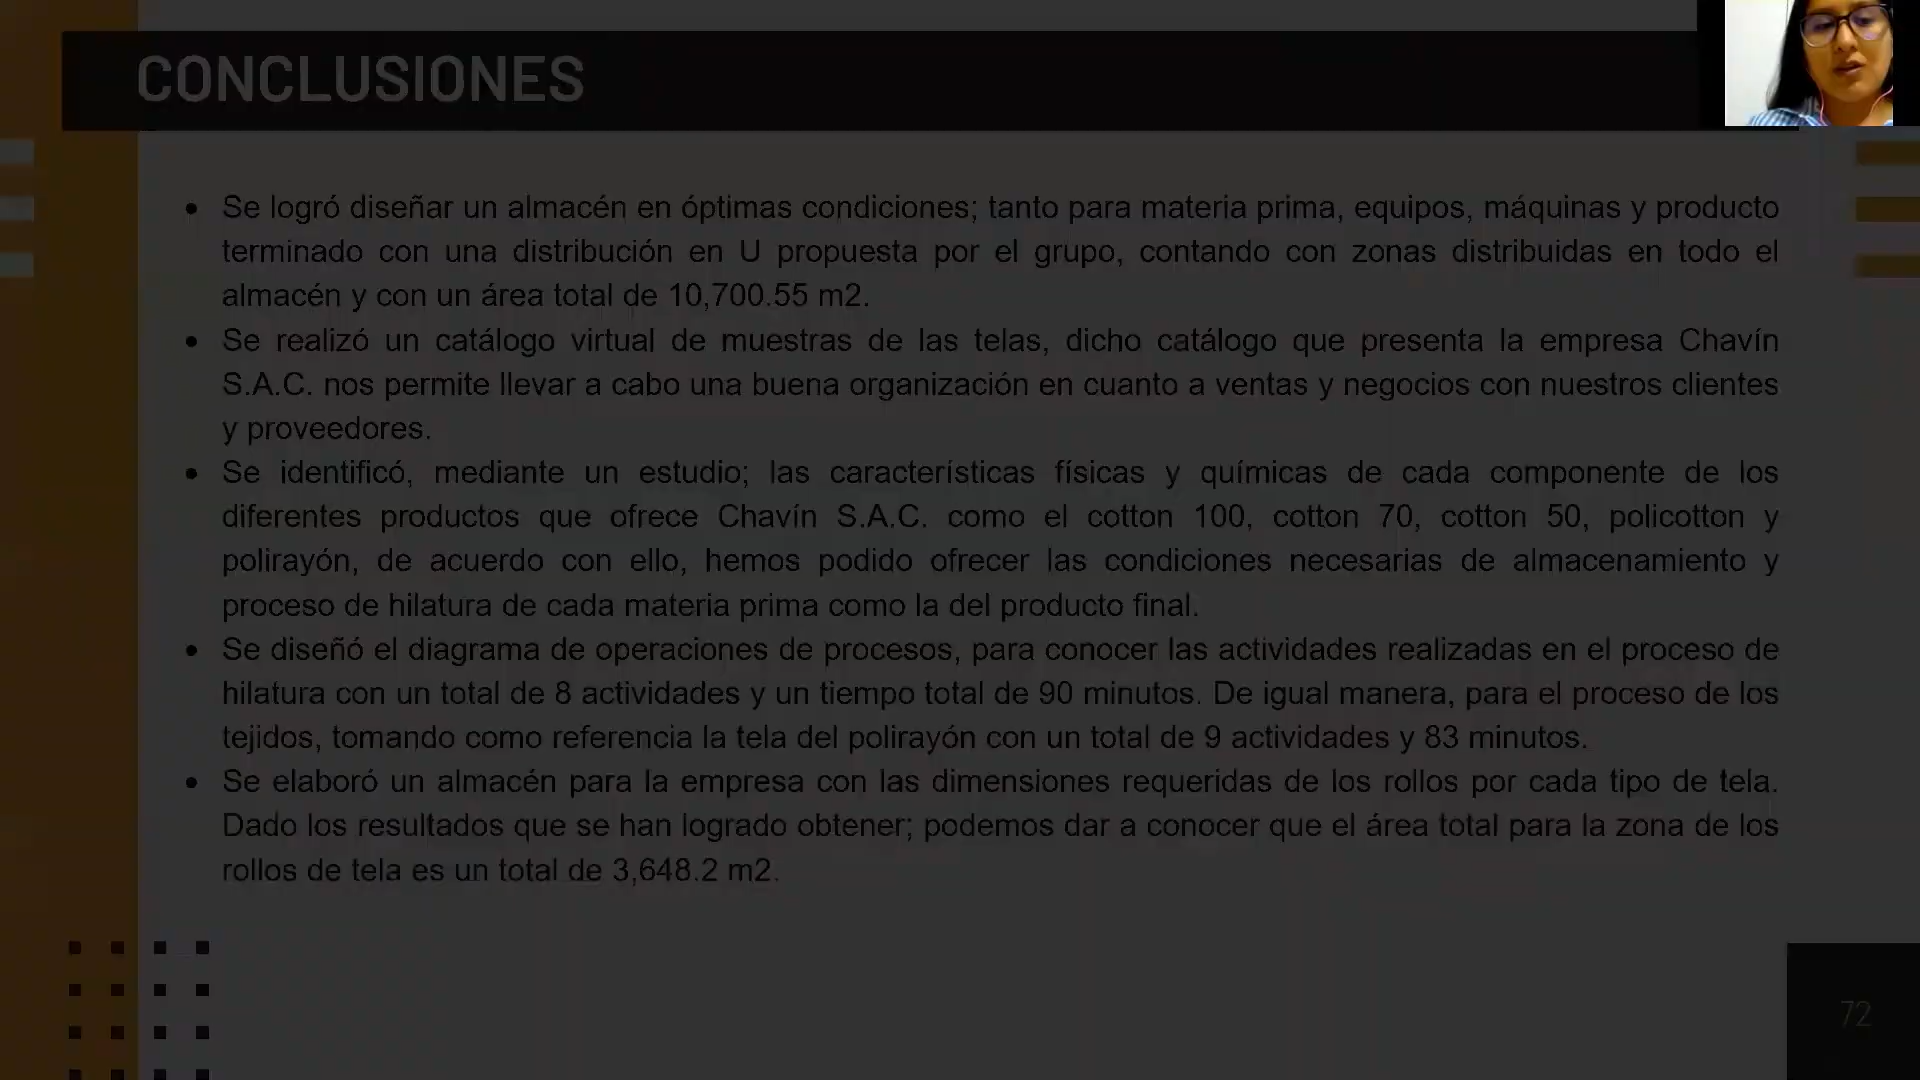 CONCLUSIONES
• Se logró diseñar un almacén en óptimas condiciones; tanto para materia prima, equipos, máquinas y producto
terminado con una distribución en U propuesta por el grupo, contando con zonas distribuidas en todo el
almacén y con un área total de 10,700.55 m2.
• Se realizó un catálogo virtual de muestras de las telas, dicho catálogo que presenta la empresa Chavín
S.A.C. nos permite llevar a cabo una buena organización en cuanto a ventas y negocios con nuestros clientes
y proveedores.
• Se identificó, mediante un estudio; las características físicas y químicas de cada componente de los
diferentes productos que ofrece Chavín S.A.C. como el cotton 100, cotton 70, cotton 50, policotton y
polirayón, de acuerdo con ello, hemos podido ofrecer las condiciones necesarias de almacenamiento y
proceso de hilatura de cada materia prima como la del producto final.
• Se diseñó el diagrama de operaciones de procesos, para conocer las actividades realizadas en el proceso de
hilatura con un total de 8 actividades y un tiempo total de 90 minutos. De igual manera, para el proceso de los
tejidos, tomando como referencia la tela del polirayón con un total de 9 actividades y 83 minutos.
• Se elaboró un almacén para la empresa con las dimensiones requeridas de los rollos por cada tipo de tela.
Dado los resultados que se han logrado obtener; podemos dar a conocer que el área total para la zona de los
rollos de tela es un total de 3,648.2 m2.
72